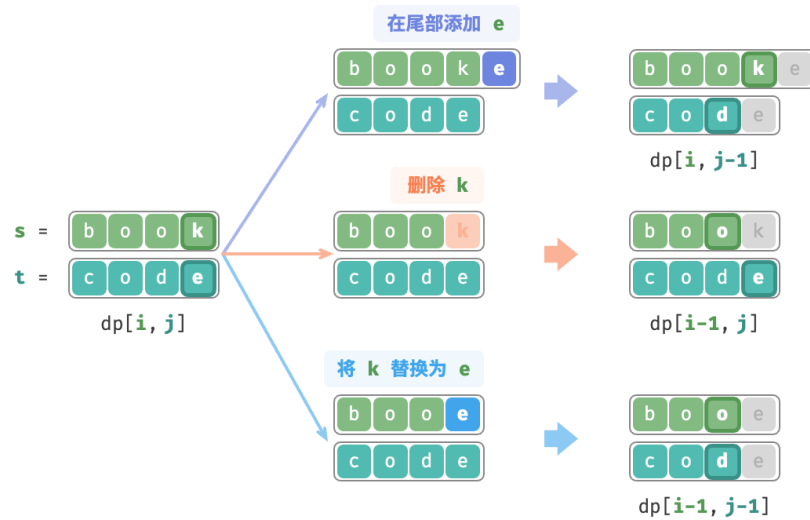 在尾部添加 e
b o o k e
c o d e
b o o k e
c o d e
dp[i, j-1]
删除 k
s = b o o k
t = c o d e
dp[i, j]
b o o k
c o d e
b o o k
c o d e
dp[i-1, j]
将 k 替换为 e
b o o e
c o d e
b o o e
c o d e
dp[i-1, j-1]